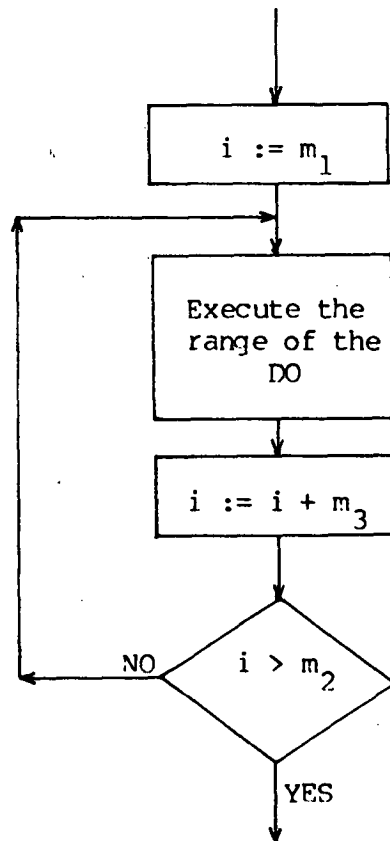 i := m₁
Execute the
range of the
DO
i := i + m₃
i > m₂
NO
YES